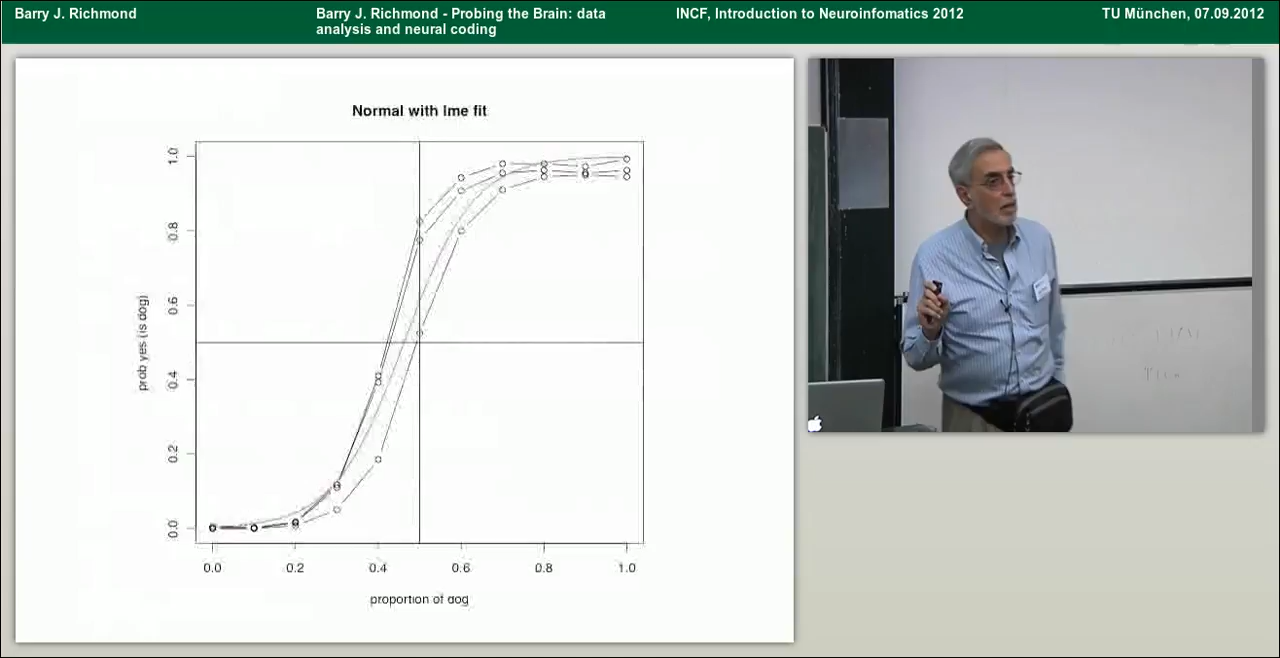 Barry J. Richmond
Barry J. Richmond - Probing the Brain: data
analysis and neural coding
INCF, Introduction to Neuroinfomatics 2012
TU München, 07.09.2012
Normal with lme fit
prob yes (is dog)
1.0
0.8
0.6
0.4
0.2
0.0
0.0 0.2 0.4 0.6 0.8 1.0
proportion of dog